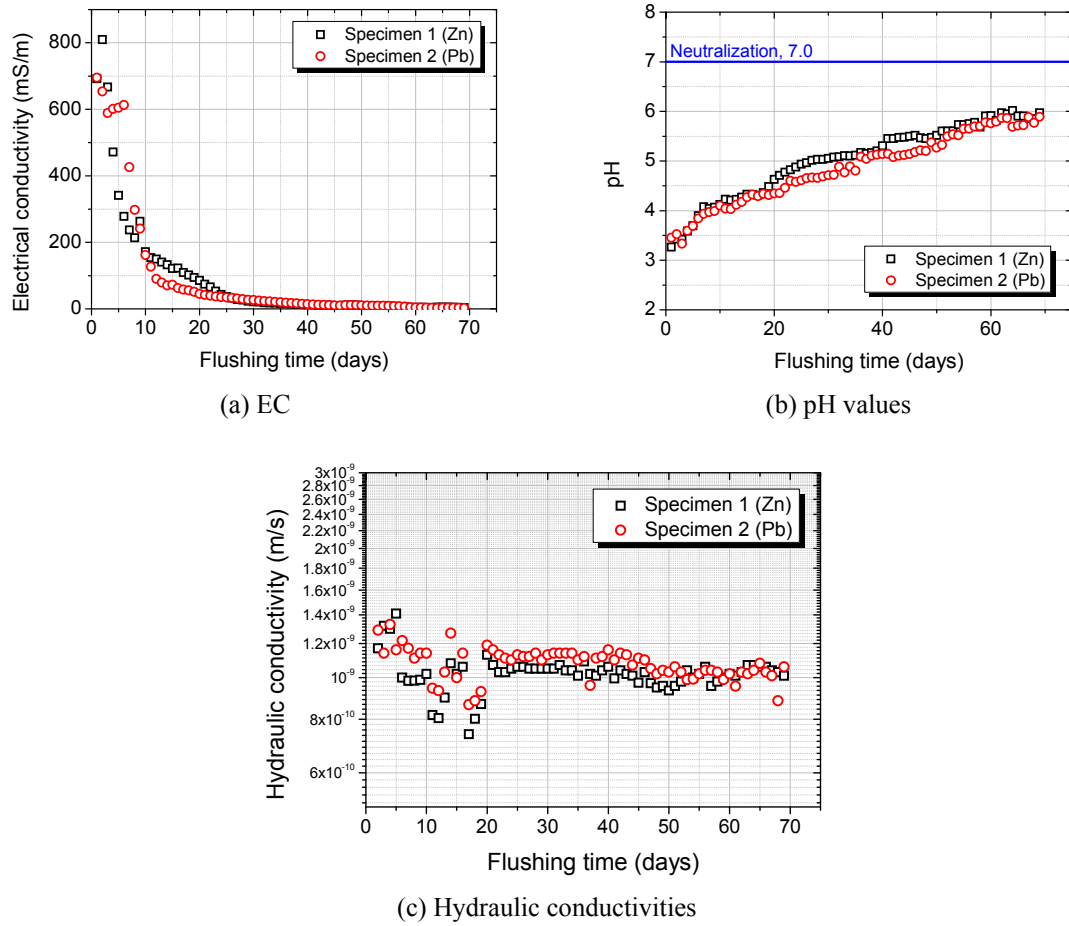 Electrical conductivity (mS/m)
800
600
400
200
0
0 10 20 30 40 50 60 70
Flushing time (days)
Specimen 1 (Zn)
Specimen 2 (Pb)
(a) EC
pH
8
7
6
5
4
3
2
0 20 40 60
Flushing time (days)
Neutralization, 7.0
Specimen 1 (Zn)
Specimen 2 (Pb)
(b) pH values
Hydraulic conductivity (m/s)
3x10⁻⁹
2.8x10⁻⁹
2.6x10⁻⁹
2.4x10⁻⁹
2.2x10⁻⁹
2x10⁻⁹
1.8x10⁻⁹
1.6x10⁻⁹
1.4x10⁻⁹
1.2x10⁻⁹
10⁻⁹
8x10⁻¹⁰
6x10⁻¹⁰
0 10 20 30 40 50 60 70
Flushing time (days)
Specimen 1 (Zn)
Specimen 2 (Pb)
(c) Hydraulic conductivities